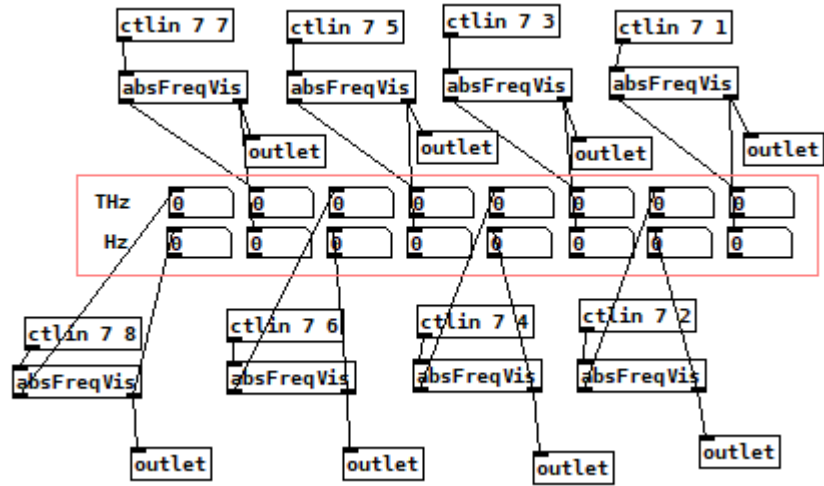 ctlin 7 7
ctlin 7 5
ctlin 7 3
ctlin 7 1
absFreqVis
absFreqVis
absFreqVis
absFreqVis
outlet
outlet
outlet
outlet
THz
0
0
0
0
0
0
0
0
Hz
0
0
0
0
0
0
0
0
ctlin 7 8
ctlin 7 6
ctlin 7 4
ctlin 7 2
absFreqVis
absFreqVis
absFreqVis
absFreqVis
outlet
outlet
outlet
outlet